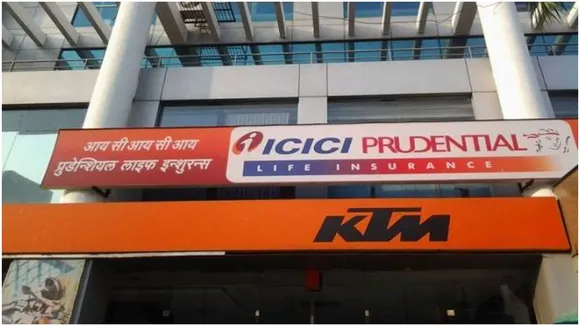 आय सी आय सी आय
प्रुडेन्शियल लाइफ इन्शुरन्स
ICICI PRUDENTIAL
LIFE INSURANCE
KTM